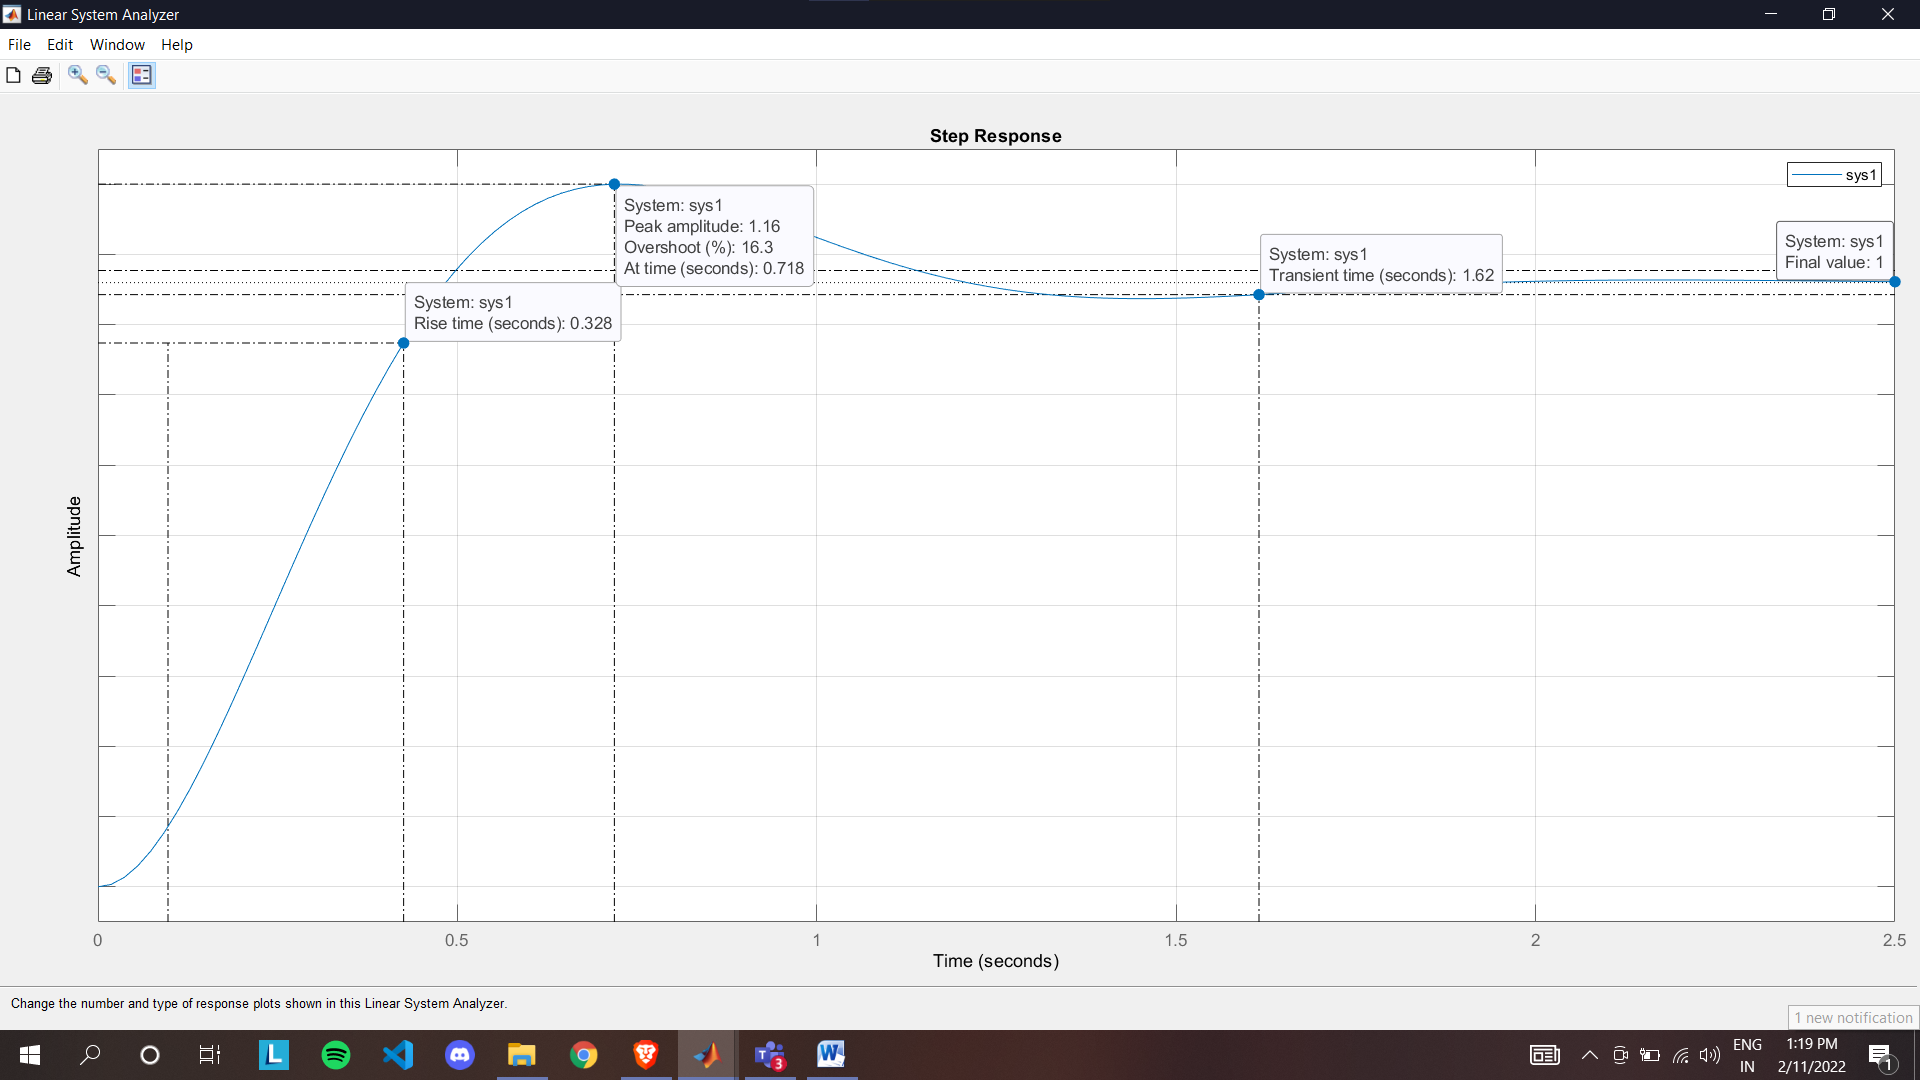 Linear System Analyzer
File Edit Window Help
Step Response
sys1
System: sys1
Peak amplitude: 1.16
Overshoot (%): 16.3
At time (seconds): 0.718
System: sys1
Final value: 1
System: sys1
Transient time (seconds): 1.62
System: sys1
Rise time (seconds): 0.328
Amplitude
0 0.5 1 1.5 2 2.5
Time (seconds)
Change the number and type of response plots shown in this Linear System Analyzer.
1 new notification
L
T
3
W
ENG
IN
1:19 PM
2/11/2022
1